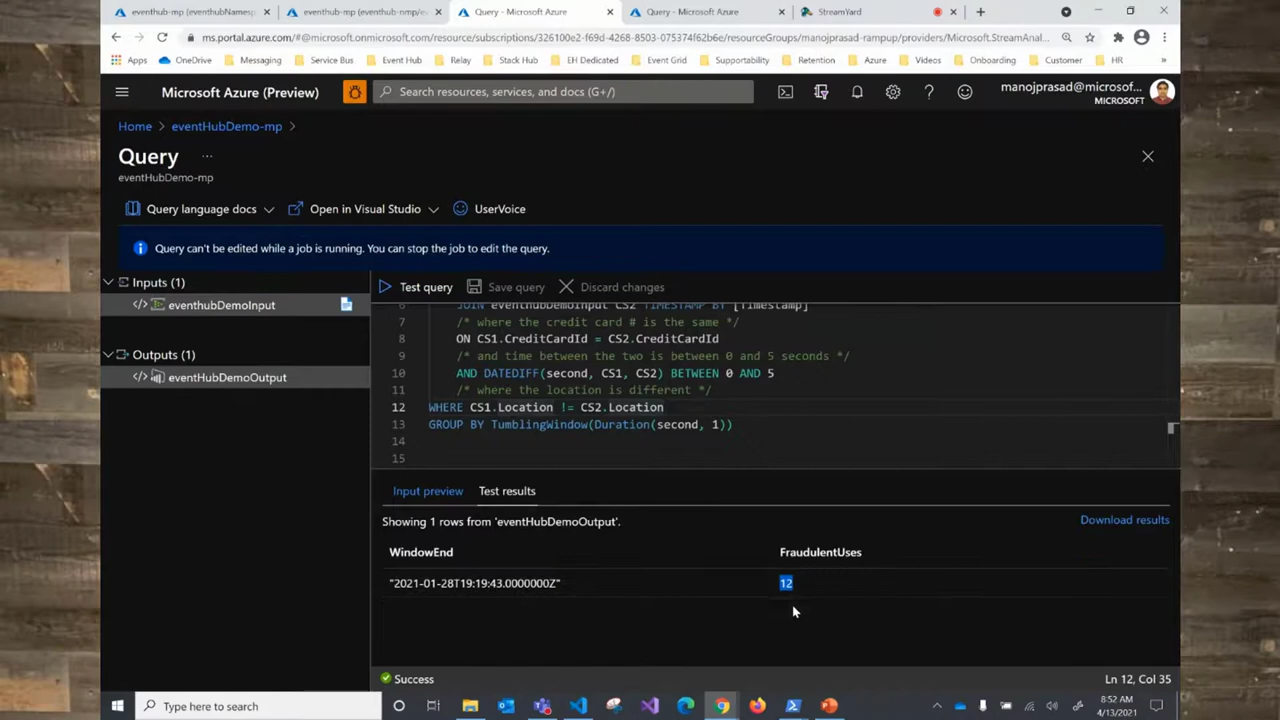 eventhub-mp (eventhubNamesp
eventhub-mp (eventhub-nmp/ev
Query - Microsoft Azure
Query - Microsoft Azure
StreamYard
ms.portal.azure.com/#@microsoft.onmicrosoft.com/resource/subscriptions/326100e2-f69d-4268-8503-075374f62b6e/resourceGroups/manojprasad-rampup/providers/Microsoft.StreamAnal...
Apps
OneDrive
Messaging
Service Bus
Event Hub
Relay
Stack Hub
EH Dedicated
Event Grid
Supportability
Retention
Azure
Videos
Onboarding
Customer
HR
»
Microsoft Azure (Preview)
Search resources, services, and docs (G+/)
manojprasad@microsof...
MICROSOFT
Home > eventHubDemo-mp >
Query ...
eventHubDemo-mp
Query language docs
Open in Visual Studio
UserVoice
Query can't be edited while a job is running. You can stop the job to edit the query.
Inputs (1)
eventhubDemoInput
Outputs (1)
eventHubDemoOutput
Test query
Save query
Discard changes
6 JOIN eventhubDemoInput CS2 TIMESTAMP BY [Timestamp]
7 /* where the credit card # is the same */
8 ON CS1.CreditCardId = CS2.CreditCardId
9 /* and time between the two is between 0 and 5 seconds */
10 AND DATEDIFF(second, CS1, CS2) BETWEEN 0 AND 5
11 /* where the location is different */
12 WHERE CS1.Location != CS2.Location
13 GROUP BY TumblingWindow(Duration(second, 1))
14
15
Input preview
Test results
Showing 1 rows from 'eventHubDemoOutput'.
Download results
WindowEnd
FraudulentUses
"2021-01-28T19:19:43.0000000Z"
12
Success
Ln 12, Col 35
Type here to search
8:52 AM
4/13/2021